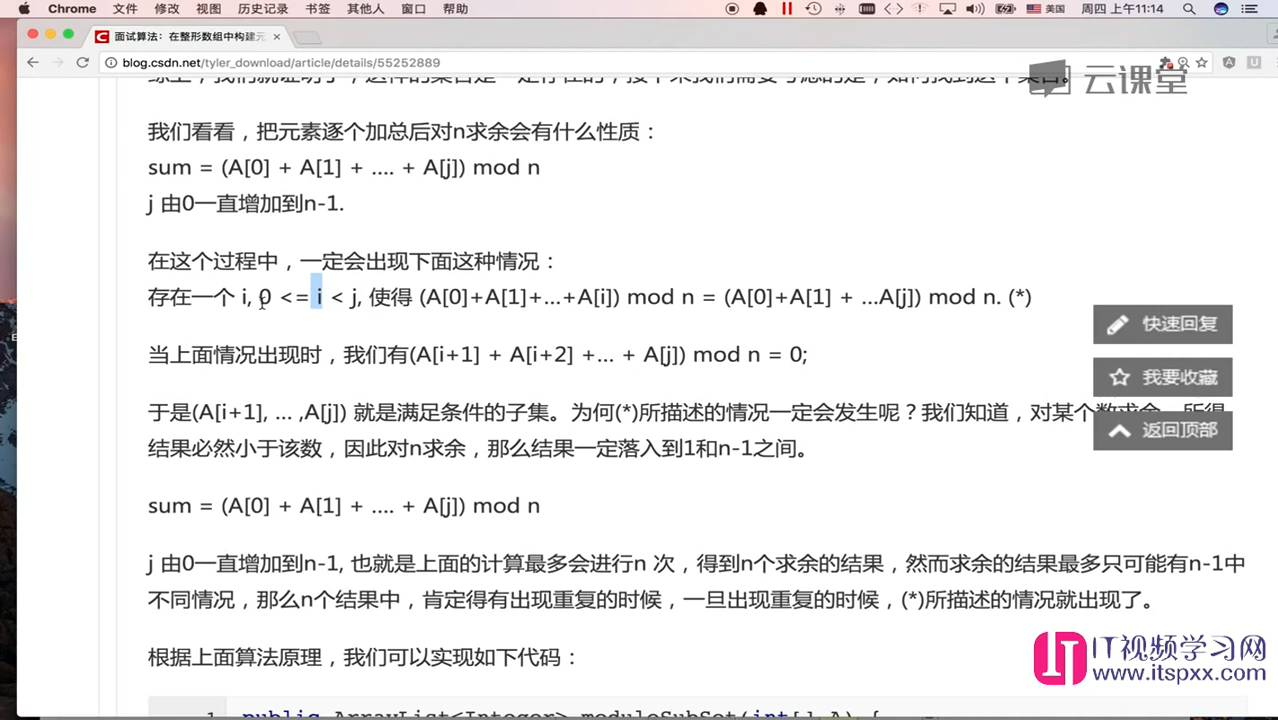 Chrome 文件 修改 视图 历史记录 书签 其他人 窗口 帮助 美国 周四 上午11:14
面试算法：在整形数组中构建元
blog.csdn.net/tyler_download/article/details/55252889
云课堂
我们看看，把元素逐个加总后对n求余会有什么性质：
sum = (A[0] + A[1] + .... + A[j]) mod n
j 由0一直增加到n-1.
在这个过程中，一定会出现下面这种情况：
存在一个 i, 0 <= i < j, 使得 (A[0]+A[1]+...+A[i]) mod n = (A[0]+A[1] + ...A[j]) mod n. (*)
快速回复
当上面情况出现时，我们有(A[i+1] + A[i+2] +... + A[j]) mod n = 0;
我要收藏
于是(A[i+1], ... ,A[j]) 就是满足条件的子集。为何(*)所描述的情况一定会发生呢？我们知道，对某个数求余，所得
返回顶部
结果必然小于该数，因此对n求余，那么结果一定落入到1和n-1之间。
sum = (A[0] + A[1] + .... + A[j]) mod n
j 由0一直增加到n-1, 也就是上面的计算最多会进行n 次，得到n个求余的结果，然而求余的结果最多只可能有n-1中
不同情况，那么n个结果中，肯定得有出现重复的时候，一旦出现重复的时候，(*)所描述的情况就出现了。
IT视频学习网
www.itspxx.com
根据上面算法原理，我们可以实现如下代码：
1 public ArrayList<Integer> moduleSubSet(int[] A) {